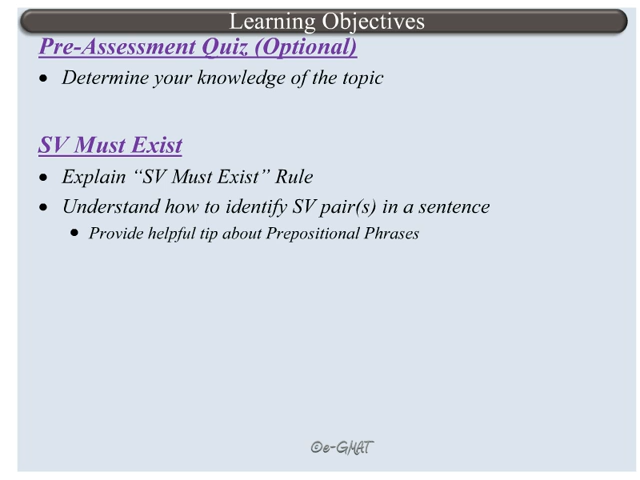 Learning Objectives
Pre-Assessment Quiz (Optional)
• Determine your knowledge of the topic
SV Must Exist
• Explain “SV Must Exist” Rule
• Understand how to identify SV pair(s) in a sentence
• Provide helpful tip about Prepositional Phrases
©e-GMAT